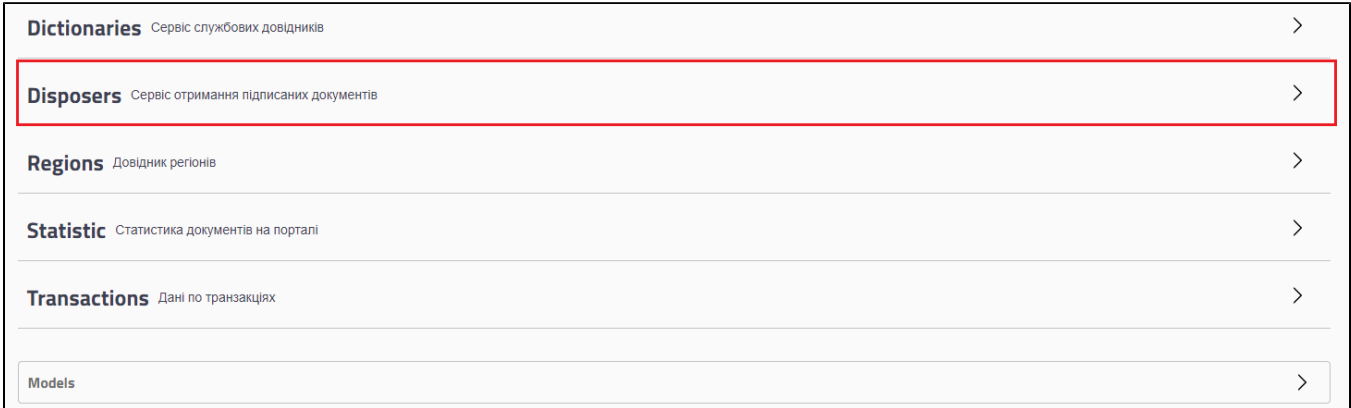 Dictionaries Сервіс службових довідників
Disposers Сервіс отримання підписаних документів
Regions Довідник регіонів
Statistic Статистика документів на порталі
Transactions Дані по транзакціях
Models